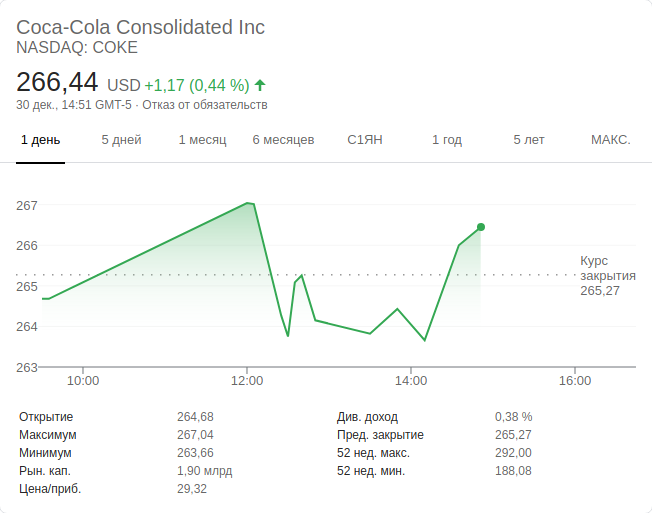 Coca-Cola Consolidated Inc
NASDAQ: COKE
266,44 USD +1,17 (0,44 %)
30 дек., 14:51 GMT-5 · Отказ от обязательств
1 день 5 дней 1 месяц 6 месяцев С1ЯН 1 год 5 лет МАКС.
267
266
Курс
закрытия
265,27
265
264
263
10:00 12:00 14:00 16:00
Открытие 264,68 Див. доход 0,38 %
Максимум 267,04 Пред. закрытие 265,27
Минимум 263,66 52 нед. макс. 292,00
Рын. кап. 1,90 млрд 52 нед. мин. 188,08
Цена/приб. 29,32